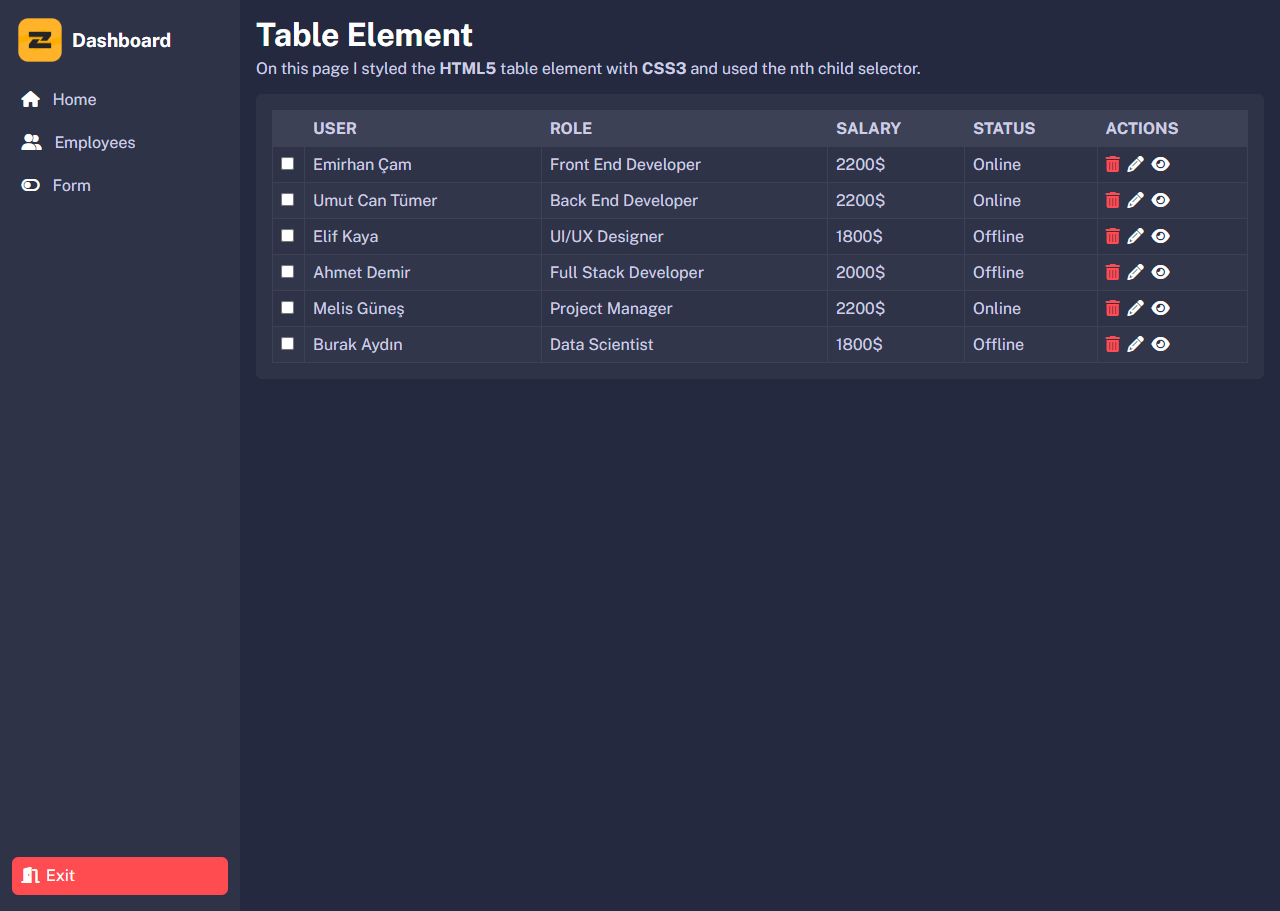 Dashboard
Home
Employees
Form
Exit
Table Element
On this page I styled the HTML5 table element with CSS3 and used the nth child selector.
USER ROLE SALARY STATUS ACTIONS
Emirhan Çam Front End Developer 2200$ Online
Umut Can Tümer Back End Developer 2200$ Online
Elif Kaya UI/UX Designer 1800$ Offline
Ahmet Demir Full Stack Developer 2000$ Offline
Melis Güneş Project Manager 2200$ Online
Burak Aydın Data Scientist 1800$ Offline